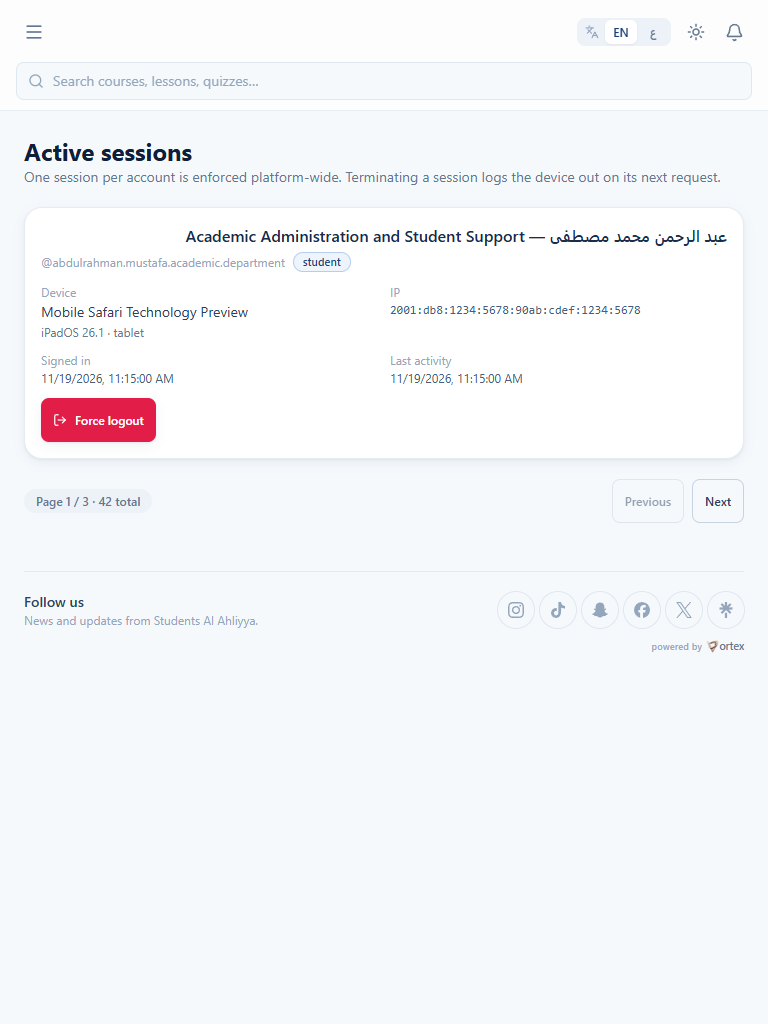 EN
ع
Search courses, lessons, quizzes...
Active sessions
One session per account is enforced platform-wide. Terminating a session logs the device out on its next request.
عبد الرحمن محمد مصطفى — Academic Administration and Student Support
@abdulrahman.mustafa.academic.department student
Device
Mobile Safari Technology Preview
iPadOS 26.1 · tablet
IP
2001:db8:1234:5678:90ab:cdef:1234:5678
Signed in
11/19/2026, 11:15:00 AM
Last activity
11/19/2026, 11:15:00 AM
Force logout
Page 1 / 3 · 42 total
Previous
Next
Follow us
News and updates from Students Al Ahliyya.
powered by ortex